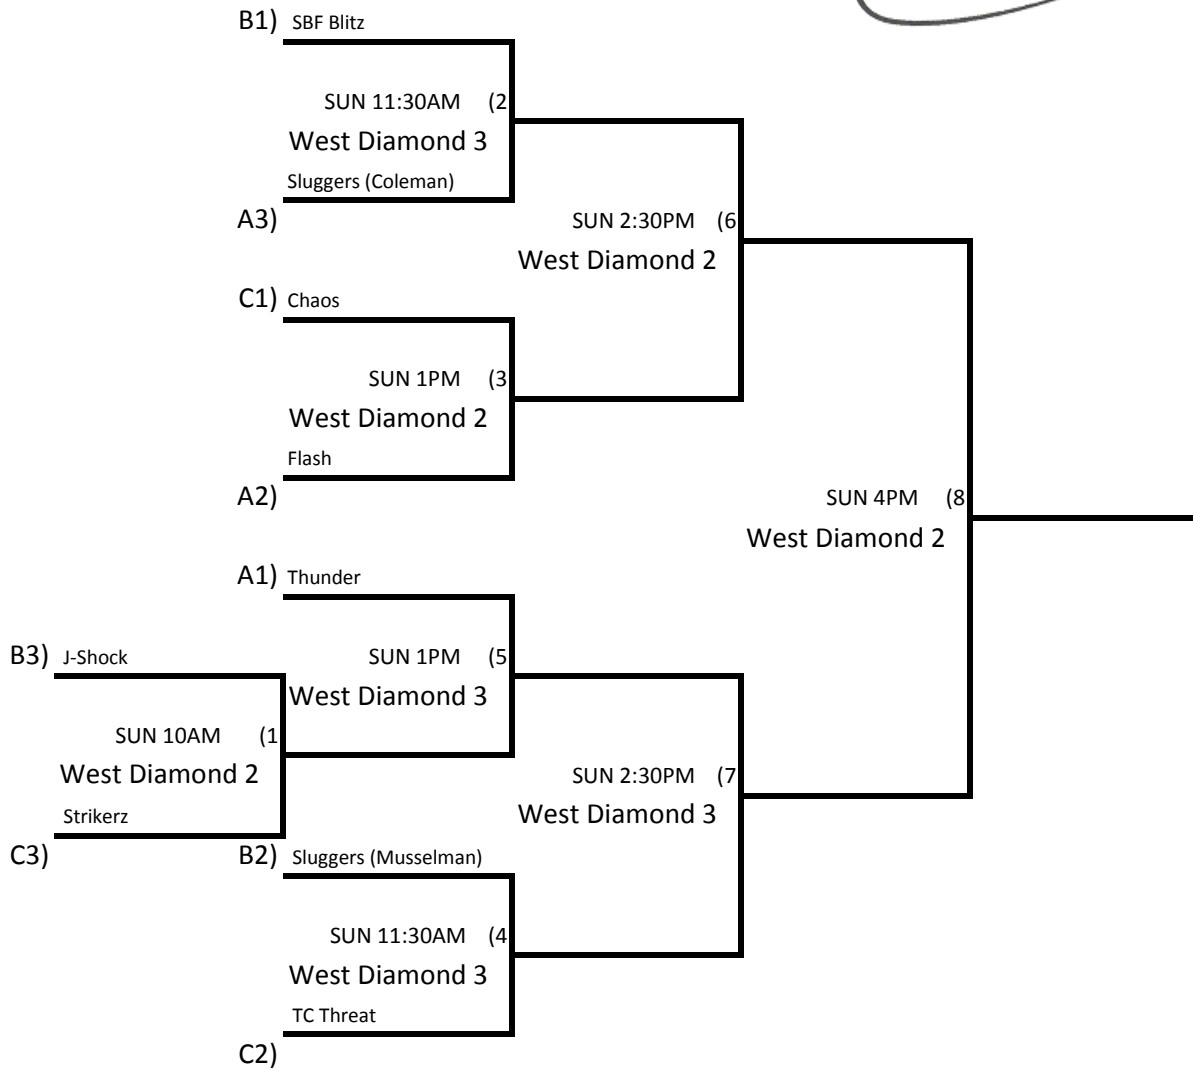 B1) SBF Blitz
SUN 11:30AM (2
West Diamond 3
Sluggers (Coleman)
A3)
SUN 2:30PM (6
West Diamond 2
C1) Chaos
SUN 1PM (3
West Diamond 2
Flash
A2)
SUN 4PM (8
West Diamond 2
A1) Thunder
B3) J-Shock
SUN 1PM (5
West Diamond 3
SUN 10AM (1
West Diamond 2
SUN 2:30PM (7
West Diamond 3
Strikerz
C3)
B2) Sluggers (Musselman)
SUN 11:30AM (4
West Diamond 3
TC Threat
C2)